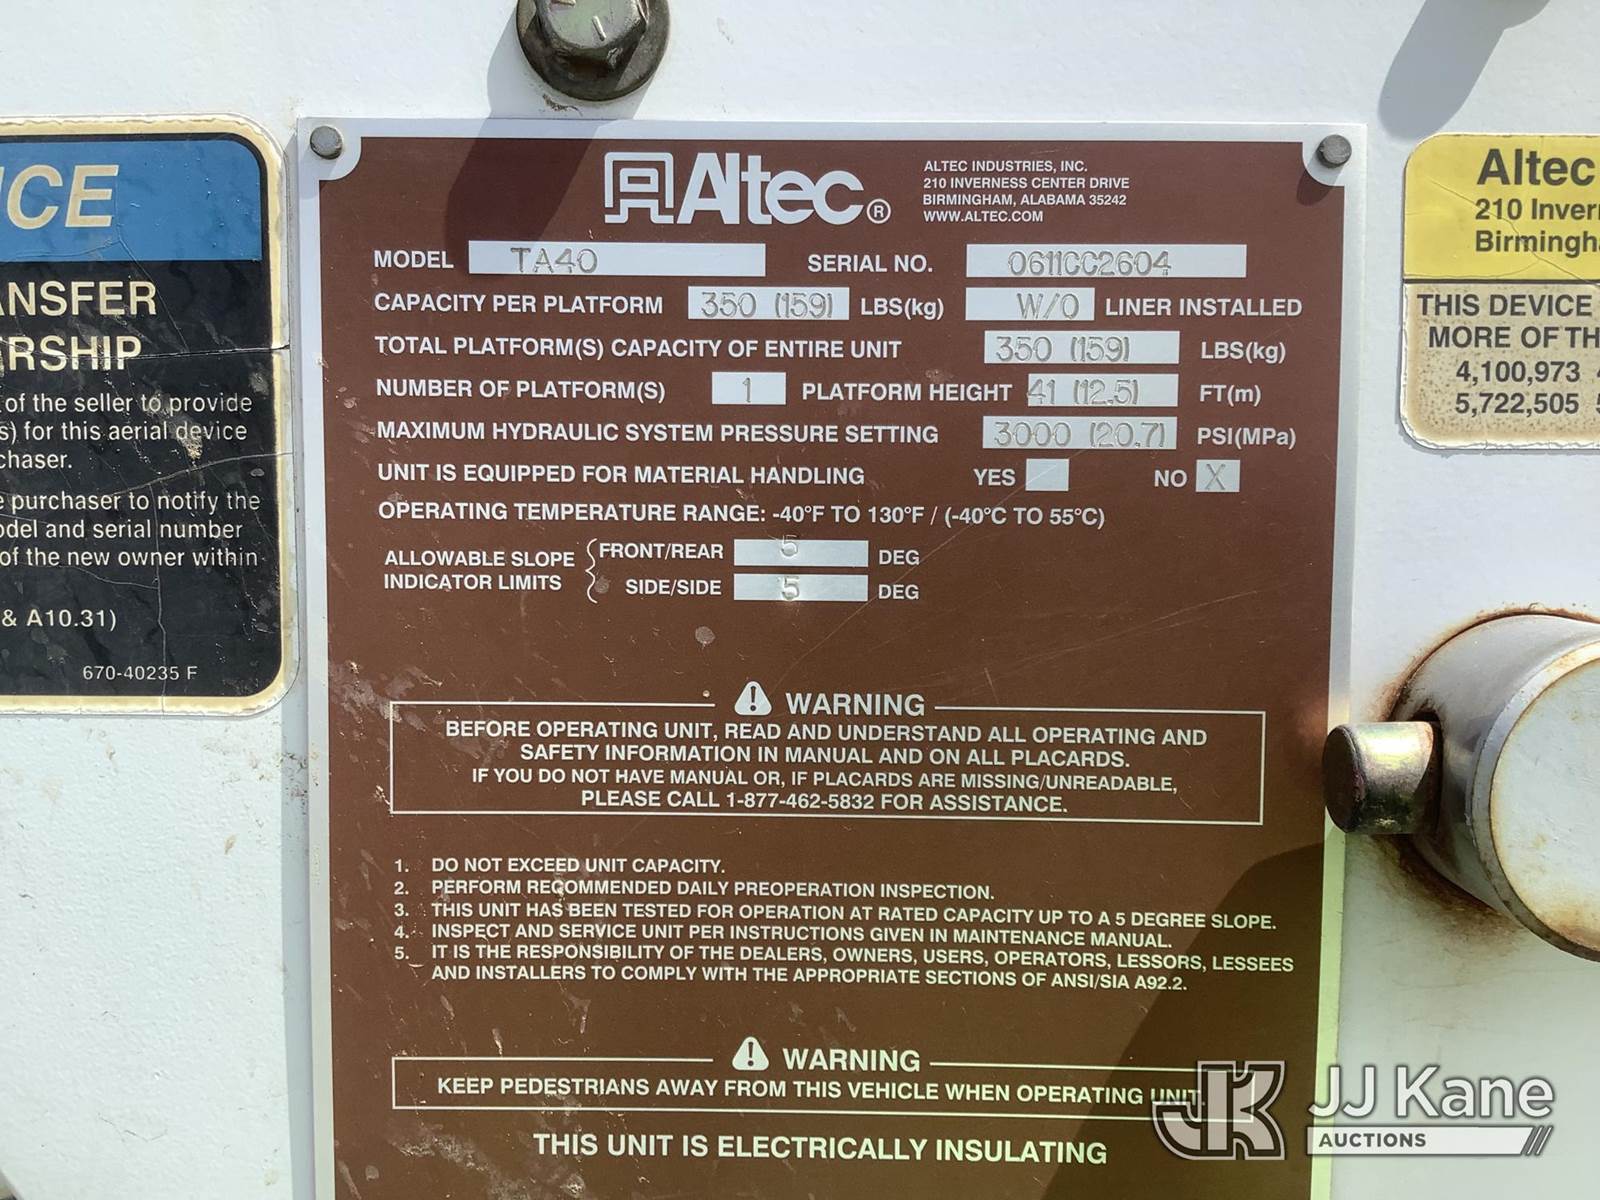 Altec®
ALTEC INDUSTRIES, INC.
210 INVERNESS CENTER DRIVE
BIRMINGHAM, ALABAMA 35242
WWW.ALTEC.COM
MODEL TA40 SERIAL NO. 0611CC2604
CAPACITY PER PLATFORM 350 (159) LBS(kg) W/O LINER INSTALLED
TOTAL PLATFORM(S) CAPACITY OF ENTIRE UNIT 350 (159) LBS(kg)
NUMBER OF PLATFORM(S) 1 PLATFORM HEIGHT 41 (12.5) FT(m)
MAXIMUM HYDRAULIC SYSTEM PRESSURE SETTING 3000 (20.7) PSI(MPa)
UNIT IS EQUIPPED FOR MATERIAL HANDLING YES NO X
OPERATING TEMPERATURE RANGE: -40°F TO 130°F / (-40°C TO 55°C)
ALLOWABLE SLOPE INDICATOR LIMITS
FRONT/REAR 5 DEG
SIDE/SIDE 5 DEG
WARNING
BEFORE OPERATING UNIT, READ AND UNDERSTAND ALL OPERATING AND
SAFETY INFORMATION IN MANUAL AND ON ALL PLACARDS.
IF YOU DO NOT HAVE MANUAL OR, IF PLACARDS ARE MISSING/UNREADABLE,
PLEASE CALL 1-877-462-5832 FOR ASSISTANCE.
1. DO NOT EXCEED UNIT CAPACITY.
2. PERFORM RECOMMENDED DAILY PREOPERATION INSPECTION.
3. THIS UNIT HAS BEEN TESTED FOR OPERATION AT RATED CAPACITY UP TO A 5 DEGREE SLOPE.
4. INSPECT AND SERVICE UNIT PER INSTRUCTIONS GIVEN IN MAINTENANCE MANUAL.
5. IT IS THE RESPONSIBILITY OF THE DEALERS, OWNERS, USERS, OPERATORS, LESSORS, LESSEES
AND INSTALLERS TO COMPLY WITH THE APPROPRIATE SECTIONS OF ANSI/SIA A92.2.
WARNING
KEEP PEDESTRIANS AWAY FROM THIS VEHICLE WHEN OPERATING UNIT.
THIS UNIT IS ELECTRICALLY INSULATING
of the seller to provide
for this aerial device
purchaser to notify the
and serial number
of the new owner within
& A10.31)
670-40235 F
Altec
210
THIS DEVICE
MORE OF
4,100,973
5,722,505
JK JJ Kane
AUCTIONS